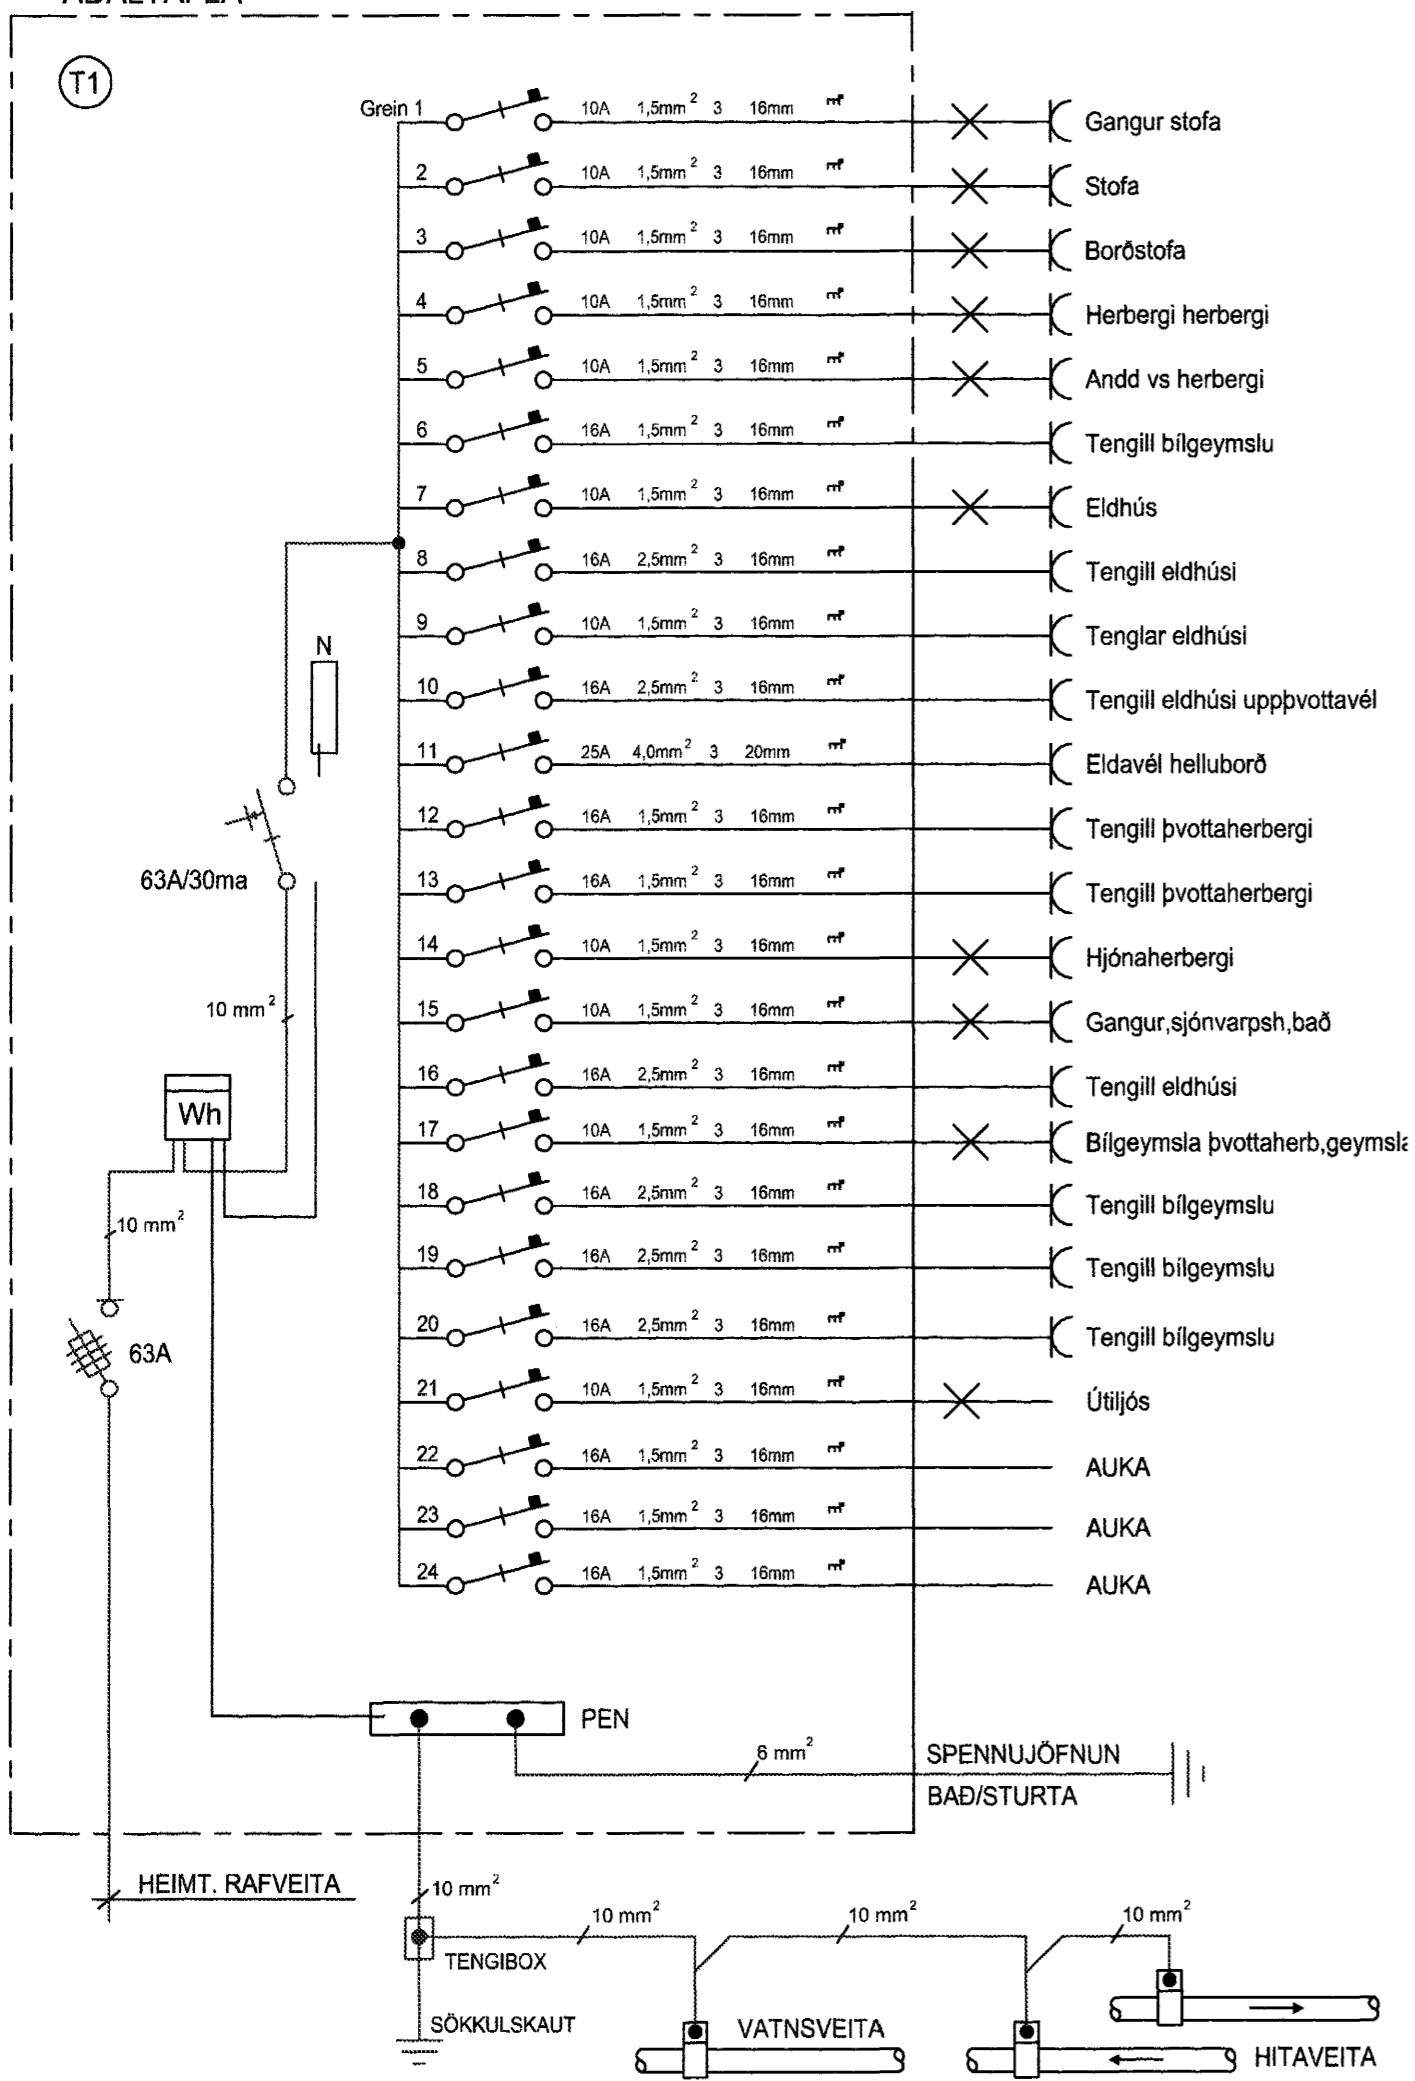 T1
Grein 1 10A 1,5mm² 3 16mm Gangur stofa
2 10A 1,5mm² 3 16mm Stofa
3 10A 1,5mm² 3 16mm Borðstofa
4 10A 1,5mm² 3 16mm Herbergi herbergi
5 10A 1,5mm² 3 16mm Andd vs herbergi
6 16A 1,5mm² 3 16mm Tengill bílgeymslu
7 10A 1,5mm² 3 16mm Eldhús
8 16A 2,5mm² 3 16mm Tengill eldhúsi
9 10A 1,5mm² 3 16mm Tenglar eldhúsi
N
10 16A 2,5mm² 3 16mm Tengill eldhúsi uppþvottavél
11 25A 4,0mm² 3 20mm Eldavél helluborð
12 16A 1,5mm² 3 16mm Tengill þvottaherbergi
63A/30ma
13 16A 1,5mm² 3 16mm Tengill þvottaherbergi
14 10A 1,5mm² 3 16mm Hjónaherbergi
10 mm²
15 10A 1,5mm² 3 16mm Gangur,sjónvarpsh,bað
16 16A 2,5mm² 3 16mm Tengill eldhúsi
Wh
17 10A 1,5mm² 3 16mm Bílgeymsla þvottaherb,geymsla
18 16A 2,5mm² 3 16mm Tengill bílgeymslu
10 mm²
19 16A 2,5mm² 3 16mm Tengill bílgeymslu
20 16A 2,5mm² 3 16mm Tengill bílgeymslu
63A
21 10A 1,5mm² 3 16mm Útiljós
22 16A 1,5mm² 3 16mm AUKA
23 16A 1,5mm² 3 16mm AUKA
24 16A 1,5mm² 3 16mm AUKA
PEN
6 mm²
SPENNUJÖFNUN
BAÐ/STURTA
HEIMT. RAFVEITA
10 mm²
10 mm²
10 mm²
10 mm²
TENGIBOX
SÖKKULSKAUT
VATNSVEITA
HITAVEITA